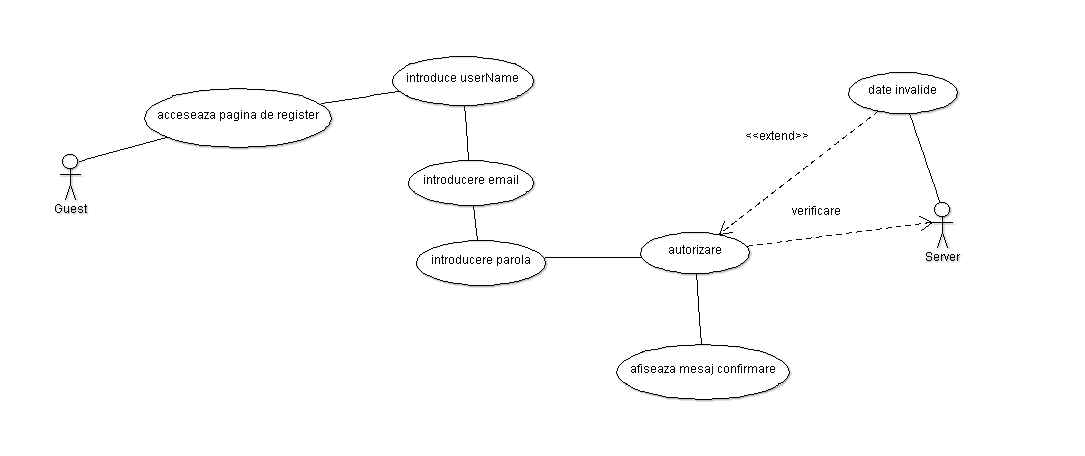 introduce userName
acceseaza pagina de register
date invalide
<<extend>>
introducere email
Guest
verificare
autorizare
Server
introducere parola
afiseaza mesaj confirmare